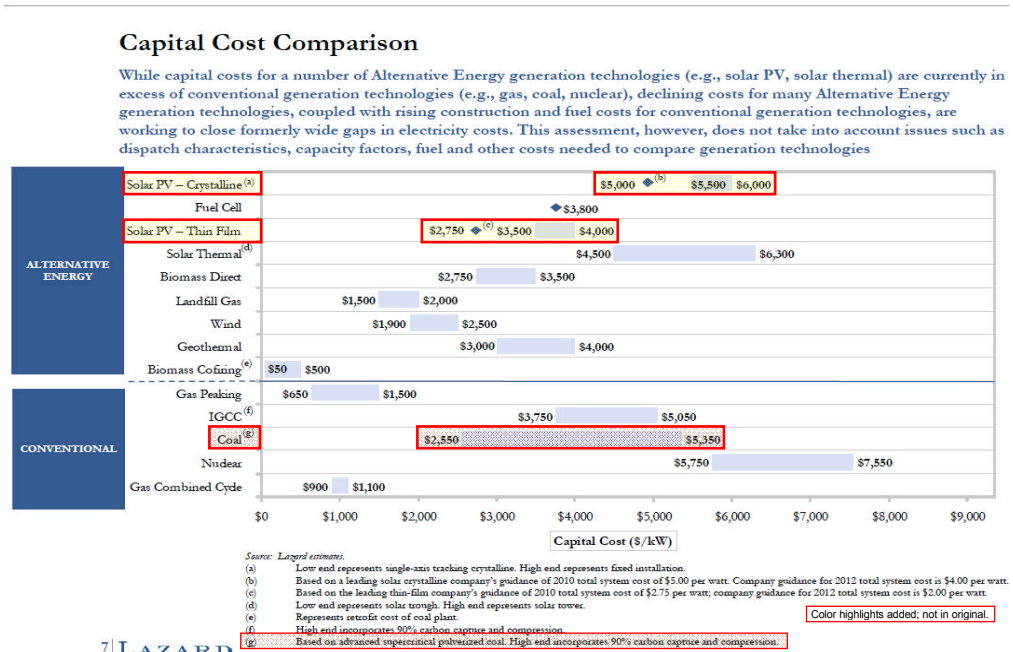 Capital Cost Comparison
While capital costs for a number of Alternative Energy generation technologies (e.g., solar PV, solar thermal) are currently in
excess of conventional generation technologies (e.g., gas, coal, nuclear), declining costs for many Alternative Energy
generation technologies, coupled with rising construction and fuel costs for conventional generation technologies, are
working to close formerly wide gaps in electricity costs. This assessment, however, does not take into account issues such as
dispatch characteristics, capacity factors, fuel and other costs needed to compare generation technologies
ALTERNATIVE
ENERGY
Solar PV – Crystalline (a) $5,000 (b) $5,500 $6,000
Fuel Cell $3,800
Solar PV – Thin Film $2,750 (c) $3,500 $4,000
Solar Thermal (d) $4,500 $6,300
Biomass Direct $2,750 $3,500
Landfill Gas $1,500 $2,000
Wind $1,900 $2,500
Geothermal $3,000 $4,000
Biomass Cofiring (e) $50 $500
CONVENTIONAL
Gas Peaking $650 $1,500
IGCC (f) $3,750 $5,050
Coal (g) $2,550 $5,350
Nuclear $5,750 $7,550
Gas Combined Cycle $900 $1,100
$0 $1,000 $2,000 $3,000 $4,000 $5,000 $6,000 $7,000 $8,000 $9,000
Capital Cost ($/kW)
Source: Lazard estimates.
(a) Low end represents single-axis tracking crystalline. High end represents fixed installation.
(b) Based on a leading solar crystalline company's guidance of 2010 total system cost of $5.00 per watt. Company guidance for 2012 total system cost is $4.00 per watt.
(c) Based on the leading thin-film company's guidance of 2010 total system cost of $2.75 per watt; company guidance for 2012 total system cost is $2.00 per watt.
(d) Low end represents solar trough. High end represents solar tower.
(e) Represents retrofit cost of coal plant.
(f) High end incorporates 90% carbon capture and compression.
(g) Based on advanced supercritical pulverized coal. High end incorporates 90% carbon capture and compression.
Color highlights added; not in original.
7 LAZARD